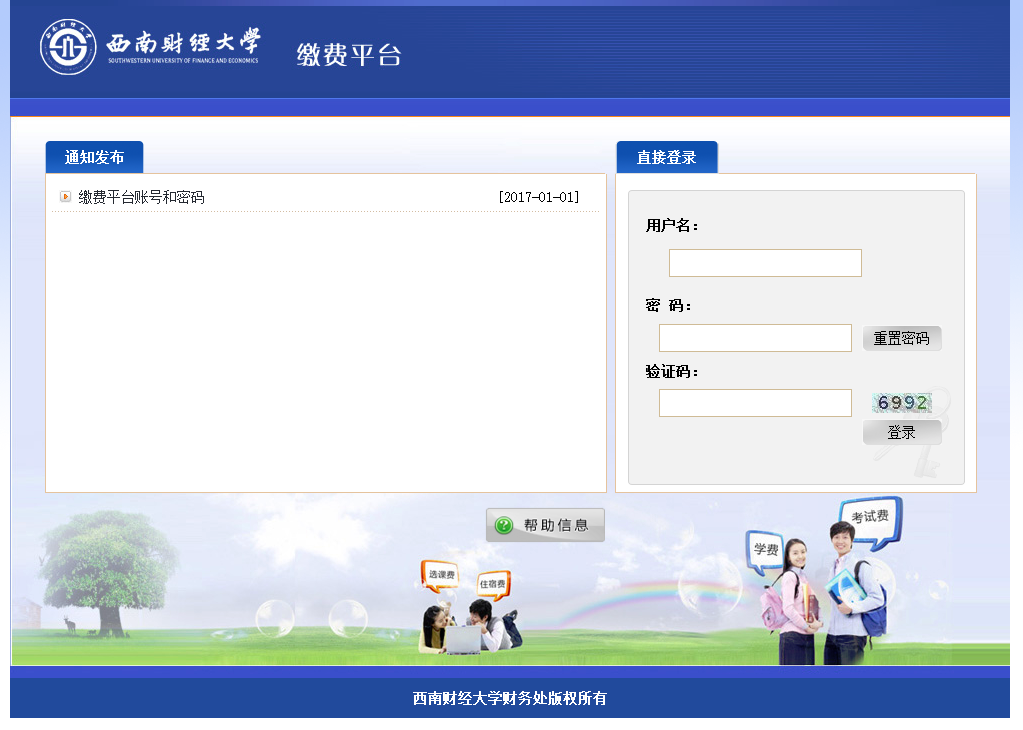 西南财经大学
SOUTHWESTERN UNIVERSITY OF FINANCE AND ECONOMICS
缴费平台
通知发布
缴费平台账号和密码 [2017-01-01]
直接登录
用户名：
密 码：
重置密码
验证码：
6992
登录
帮助信息
考试费
学费
选课费
住宿费
西南财经大学财务处版权所有